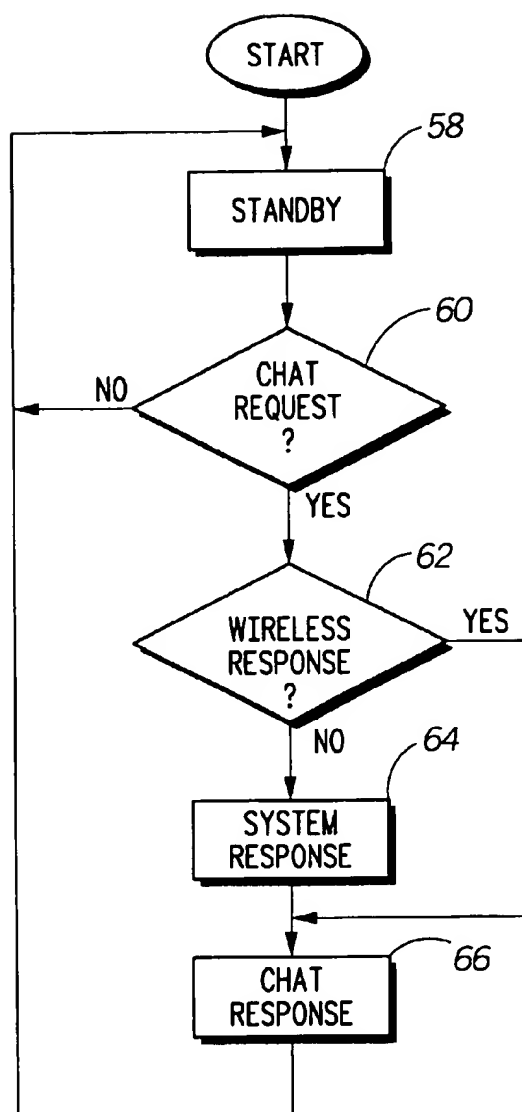 START
58
STANDBY
60
CHAT
REQUEST
?
NO
YES
62
WIRELESS
RESPONSE
?
YES
NO
64
SYSTEM
RESPONSE
66
CHAT
RESPONSE